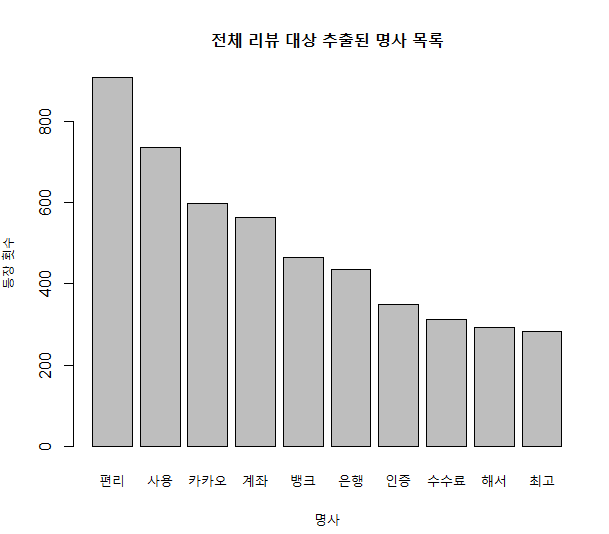 전체 리뷰 대상 추출된 명사 목록
등장 횟수
800
600
400
200
0
편리 사용 카카오 계좌 뱅크 은행 인증 수수료 해서 최고
명사